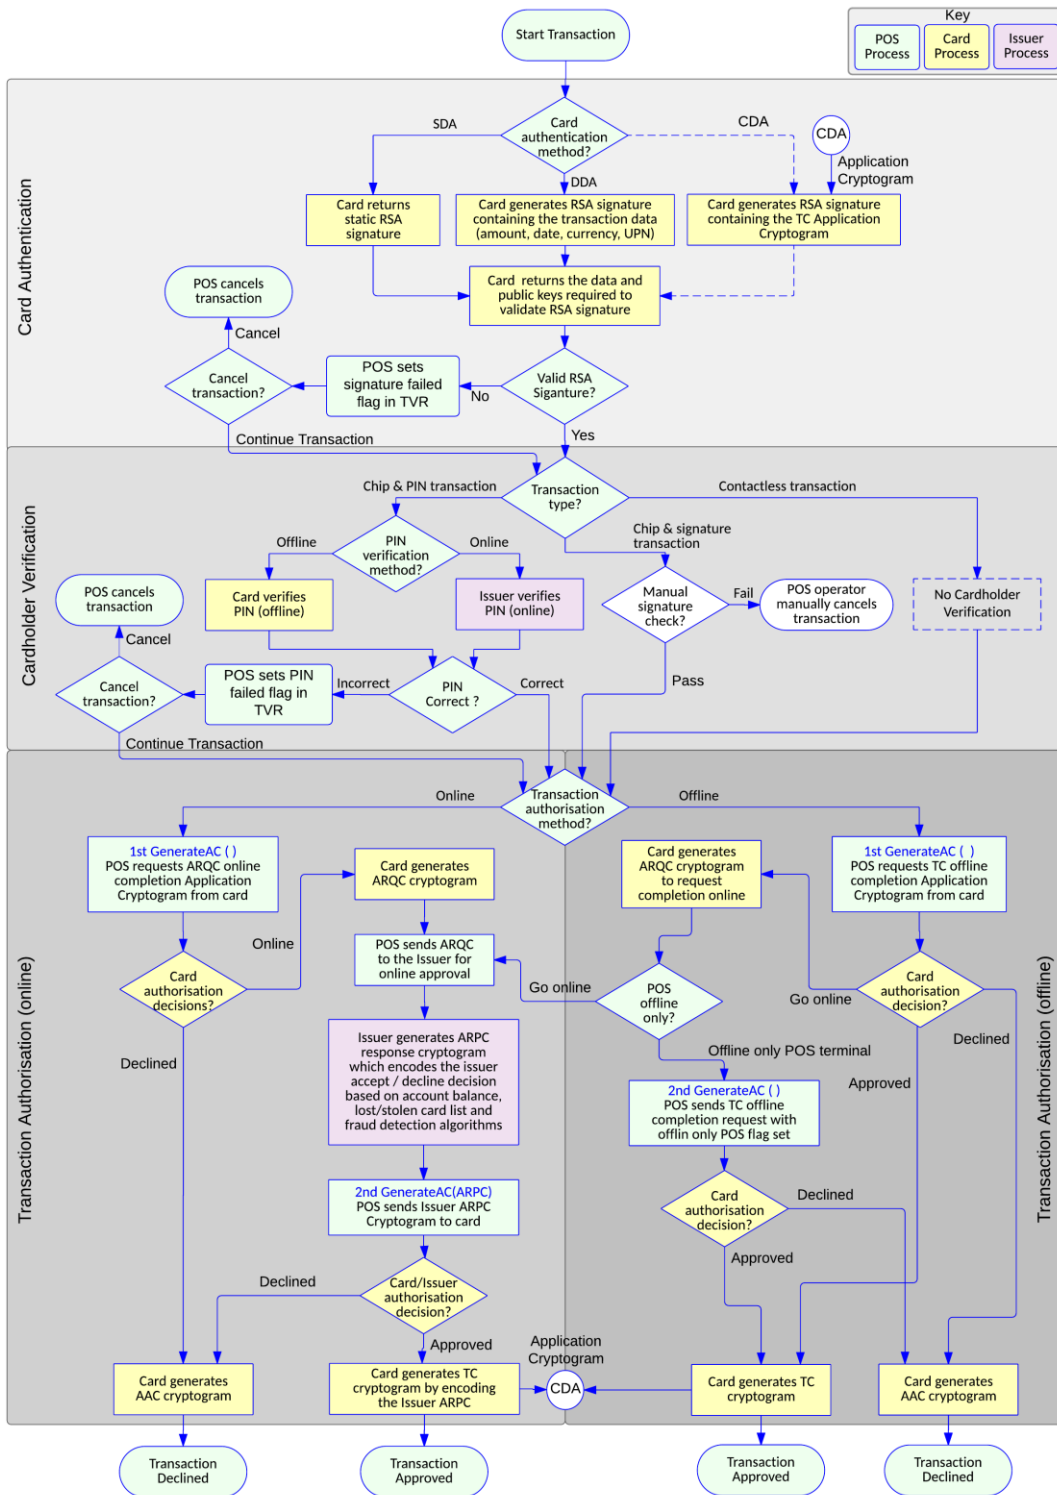 Key
POS
Process
Card
Process
Issuer
Process
Start Transaction
Card Authentication
Card
authentication
method?
SDA
CDA
DDA
CDA
Application
Cryptogram
Card returns
static RSA
signature
Card generates RSA signature
containing the transaction data
(amount, date, currency, UPN)
Card generates RSA signature
containing the TC Application
Cryptogram
Card returns the data and
public keys required to
validate RSA signature
POS cancels
transaction
Cancel
Cancel
transaction?
POS sets
signature failed
flag in TVR
No
Valid RSA
Siganture?
Yes
Continue Transaction
Cardholder Verification
Transaction
type?
Chip & PIN transaction
Contactless transaction
Chip & signature
transaction
Offline
PIN
verification
method?
Online
Card verifies
PIN (offline)
Issuer verifies
PIN (online)
Manual
signature
check?
Fail
POS operator
manually cancels
transaction
No Cardholder
Verification
POS cancels
transaction
Cancel
Cancel
transaction?
POS sets PIN
failed flag in
TVR
Incorrect
PIN
Correct ?
Correct
Pass
Continue Transaction
Transaction Authorisation (online)
Transaction Authorisation (offline)
Transaction
authorisation
method?
Online
Offline
1st GenerateAC ( )
POS requests ARQC online
completion Application
Cryptogram from card
Card generates
ARQC cryptogram
Card generates
ARQC cryptogram
to request
completion online
1st GenerateAC ( )
POS requests TC offline
completion Application
Cryptogram from card
Online
Card
authorisation
decisions?
POS sends ARQC
to the Issuer for
online approval
Go online
POS
offline
only?
Go online
Card
authorisation
decision?
Declined
Declined
Approved
Issuer generates ARPC
response cryptogram
which encodes the issuer
accept / decline decision
based on account balance,
lost/stolen card list and
fraud detection algorithms
Offline only POS terminal
2nd GenerateAC ( )
POS sends TC offline
completion request with
offlin only POS flag set
2nd GenerateAC(ARPC)
POS sends Issuer ARPC
Cryptogram to card
Card
authorisation
decision?
Declined
Approved
Declined
Card/Issuer
authorisation
decision?
Approved
Application
Cryptogram
CDA
Card generates
AAC cryptogram
Card generates TC
cryptogram by encoding
the Issuer ARPC
Card generates TC
cryptogram
Card generates
AAC cryptogram
Transaction
Declined
Transaction
Approved
Transaction
Approved
Transaction
Declined